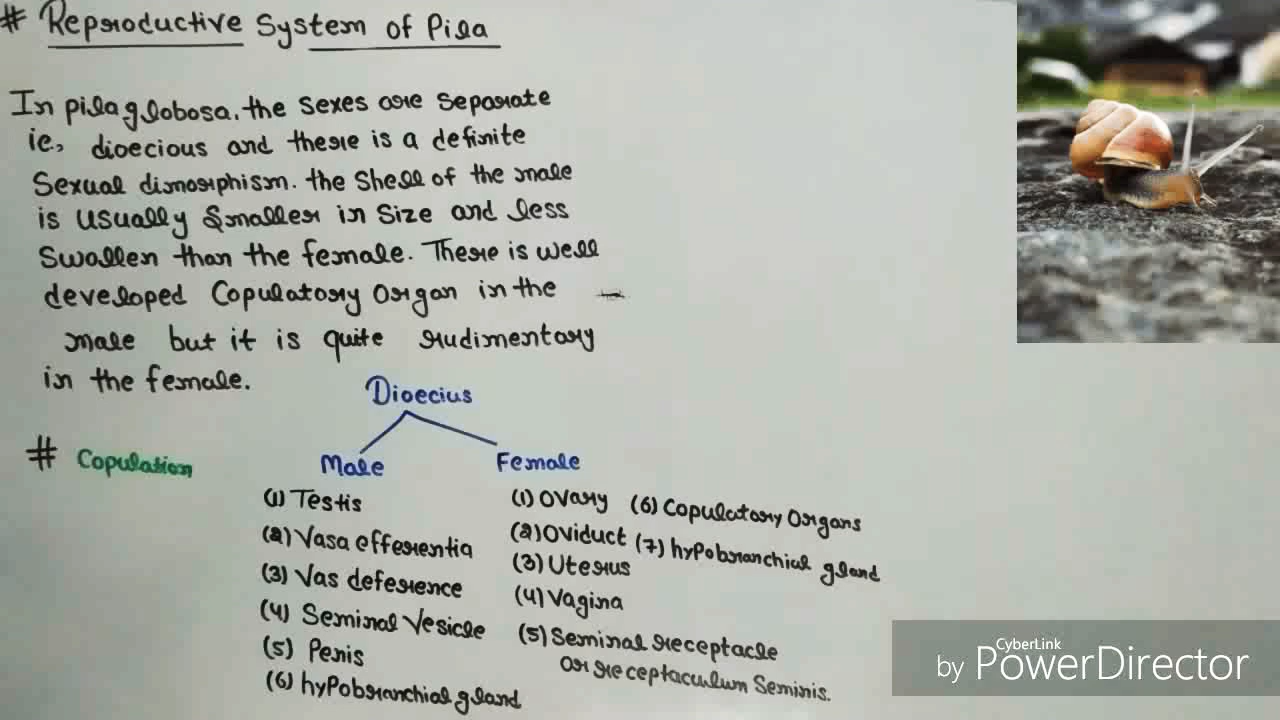 # Reproductive System of Pila
In pila globosa, the sexes are separate
ie, dioecious and there is a definite
Sexual dimorphism. the Shell of the male
is usually smaller in size and less
Swallen than the female. There is well
developed Copulatory organ in the
male but it is quite rudimentary
in the female.
Dioecius
# Copulation
Male
Female
(1) Testis
(2) Vasa efferentia
(3) Vas deference
(4) Seminal Vesicle
(5) Penis
(6) hyPobranchial gland
(1) Ovary
(2) Oviduct
(3) Uterus
(4) Vagina
(5) Seminal receptacle
or receptaculum Seminis.
(6) Copulatory Organs
(7) hyPobranchial gland
CyberLink
by PowerDirector